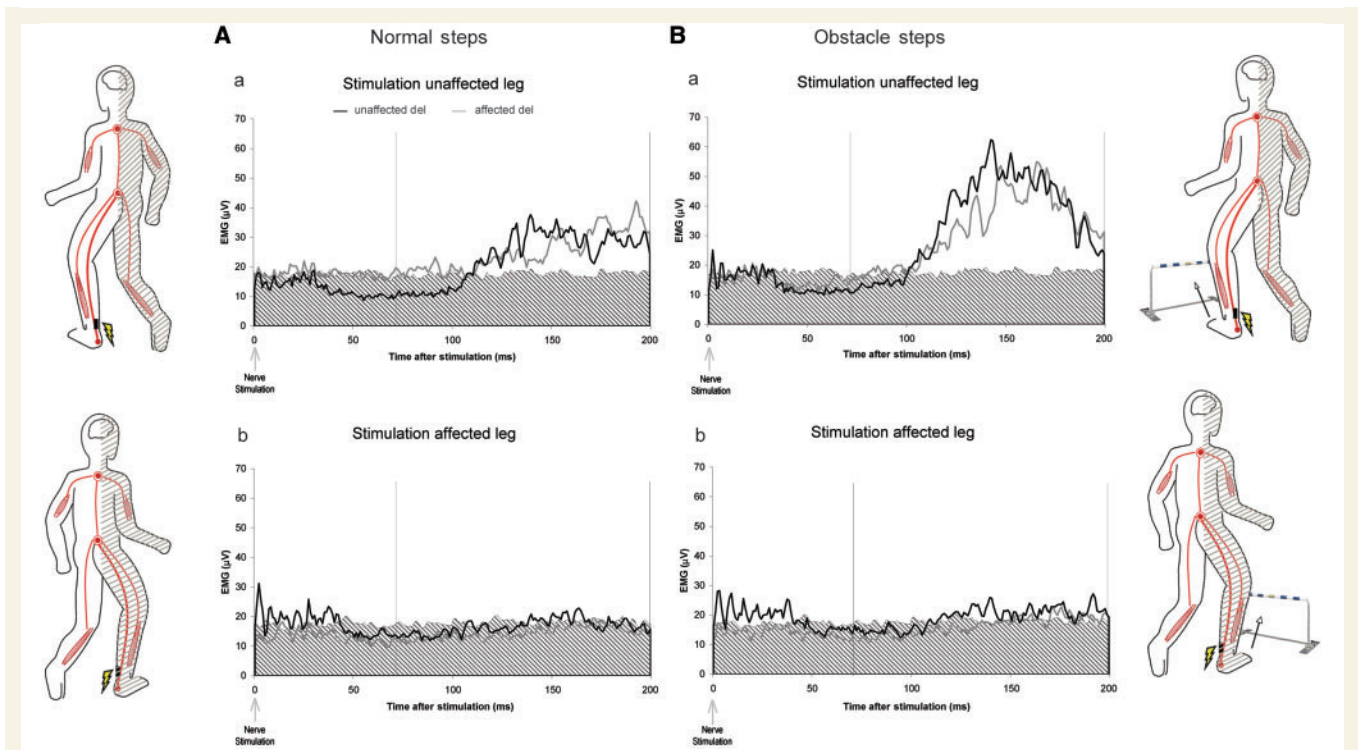 A Normal steps
B Obstacle steps
a Stimulation unaffected leg
unaffected del affected del
EMG (µV)
70
60
50
40
30
20
10
0
0 50 100 150 200
Time after stimulation (ms)
Nerve
Stimulation
a Stimulation unaffected leg
EMG (µV)
70
60
50
40
30
20
10
0
0 50 100 150 200
Time after stimulation (ms)
Nerve
Stimulation
b Stimulation affected leg
EMG (µV)
70
60
50
40
30
20
10
0
0 50 100 150 200
Time after stimulation (ms)
Nerve
Stimulation
b Stimulation affected leg
EMG (µV)
70
60
50
40
30
20
10
0
0 50 100 150 200
Time after stimulation (ms)
Nerve
Stimulation